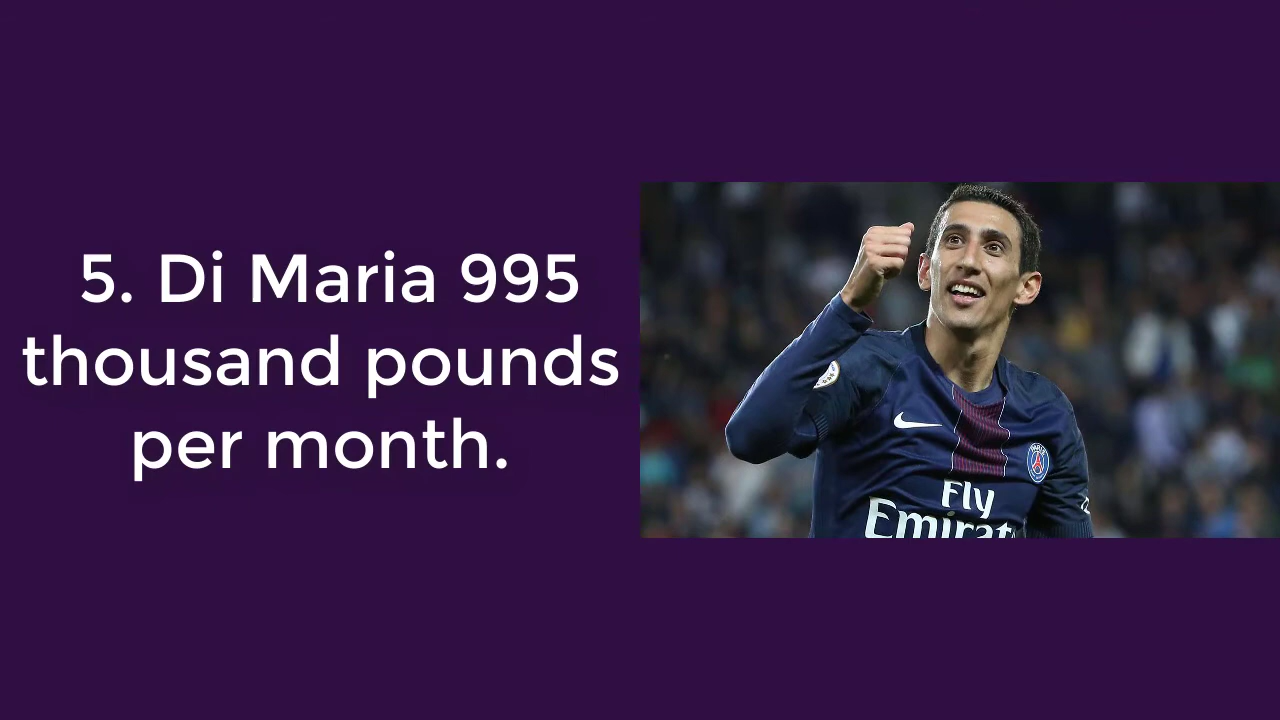 5. Di Maria 995
thousand pounds
per month.
Fly
Emirat